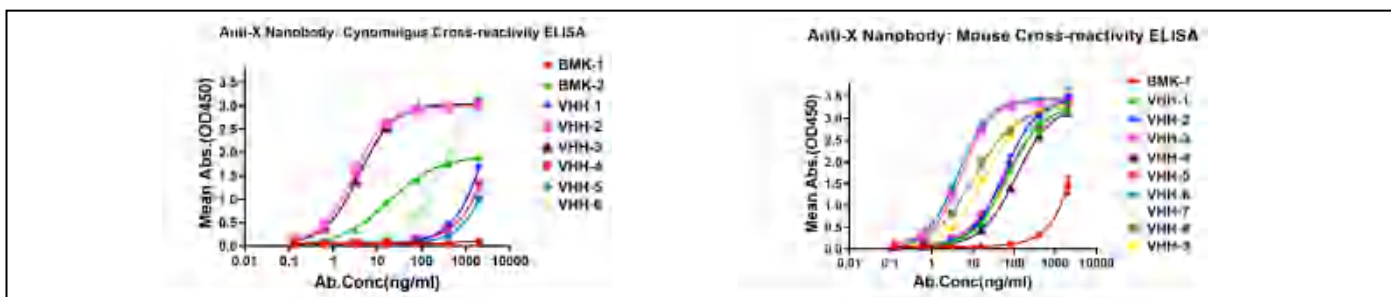 Anti-X Nanobody: Cynomolgus Cross-reactivity ELISA
Mean Abs.(OD450)
3.5
3.0
2.5
2.0
1.5
1.0
0.5
0.0
0.01 0.1 1 10 100 1000 10000
Ab.Conc(ng/ml)
BMK-1
BMK-2
VHH-1
VHH-2
VHH-3
VHH-4
VHH-5
VHH-6
Anti-X Nanobody: Mouse Cross-reactivity ELISA
Mean Abs.(OD450)
3.5
3.0
2.5
2.0
1.5
1.0
0.5
0.0
0.01 0.1 1 10 100 1000 10000
Ab.Conc(ng/ml)
BMK-1
VHH-1
VHH-2
VHH-3
VHH-4
VHH-5
VHH-6
VHH-7
VHH-8
VHH-9